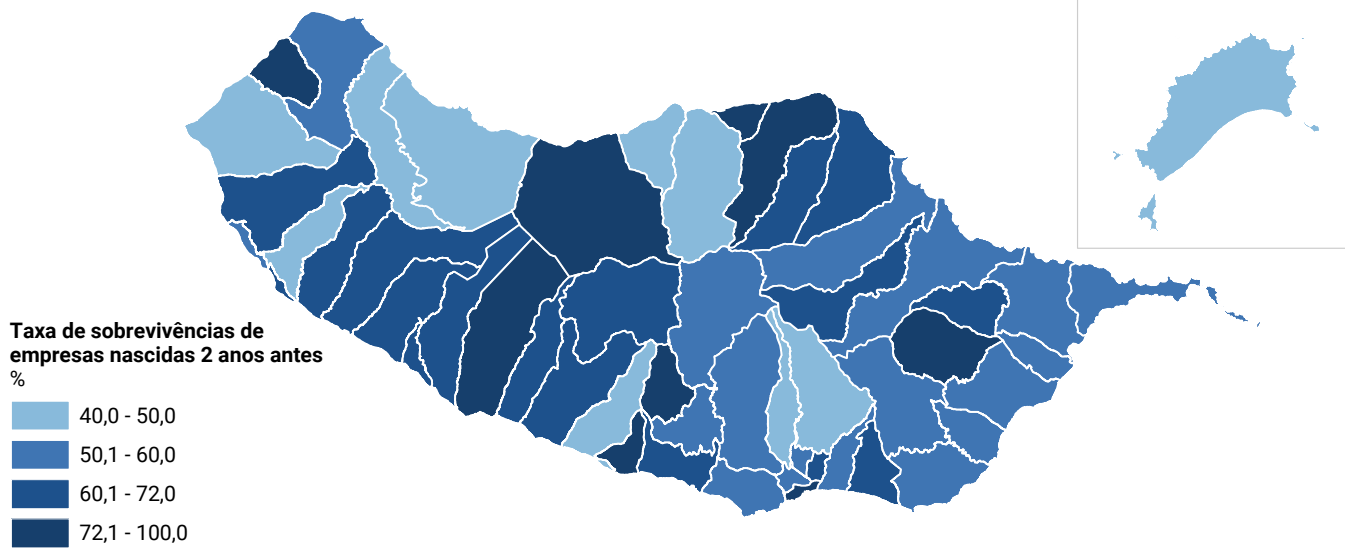 Taxa de sobrevivências de
empresas nascidas 2 anos antes
%
40,0 - 50,0
50,1 - 60,0
60,1 - 72,0
72,1 - 100,0